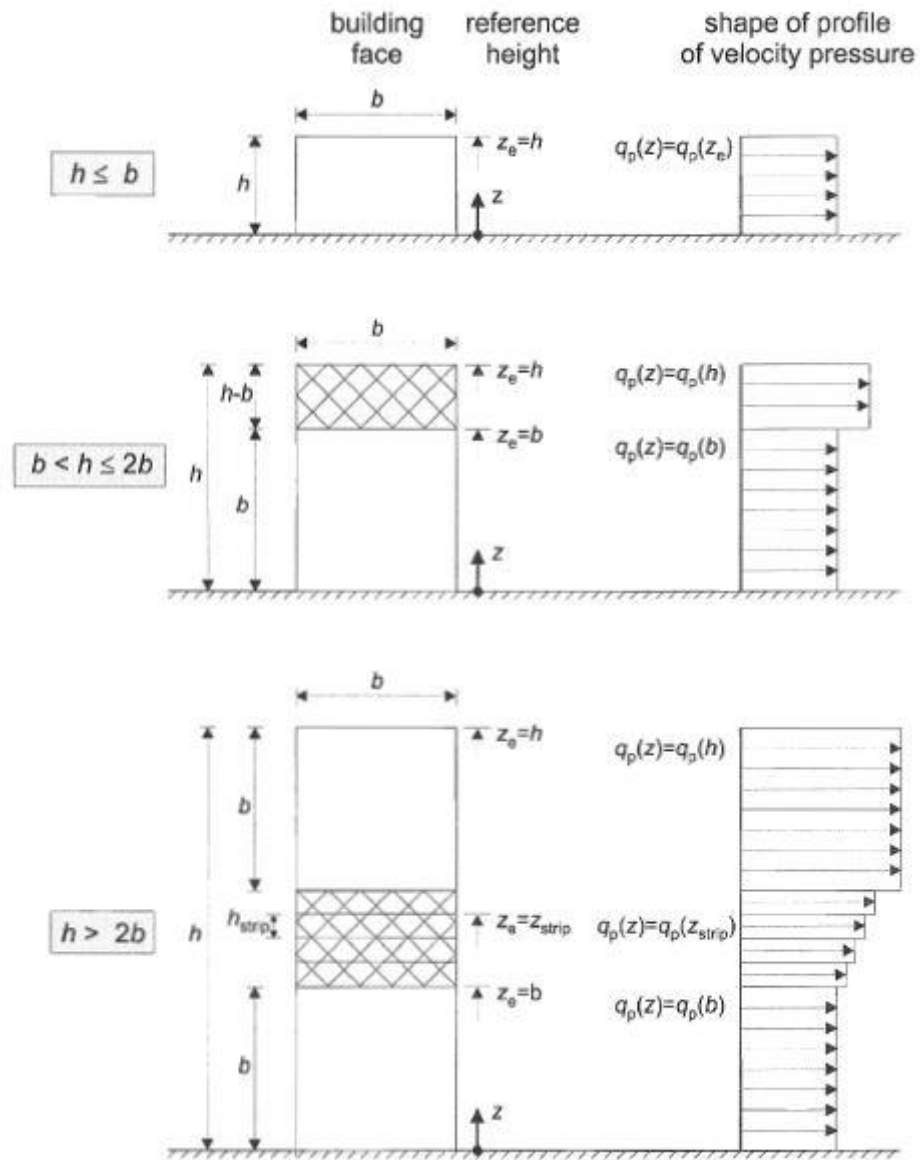 building face
reference height
shape of profile of velocity pressure
h ≤ b
b
h
z_e=h
z
q_p(z)=q_p(z_e)
b < h ≤ 2b
b
h-b
h
b
z_e=h
z_e=b
z
q_p(z)=q_p(h)
q_p(z)=q_p(b)
h > 2b
b
b
h
h_strip
b
z_e=h
z_e=z_strip
z_e=b
z
q_p(z)=q_p(h)
q_p(z)=q_p(z_strip)
q_p(z)=q_p(b)